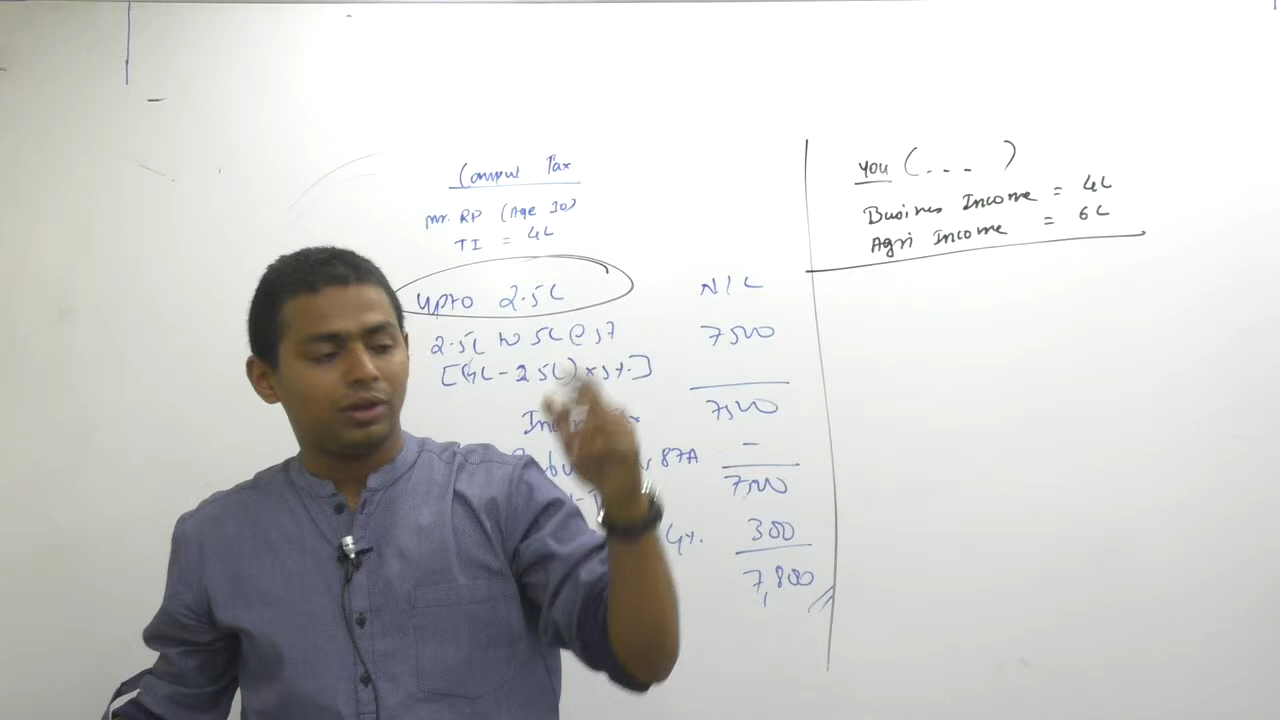 Comput Tax
Mr. RP (Age 30)
TI = 4L
Upto 2.5L NIL
2.5L to 5L @ 5% 7500
[(4L - 2.5L) x 5%]
7500
87A -
7500
4%. 300
7,800
You (... )
Busines Income = 4L
Agri Income = 6L